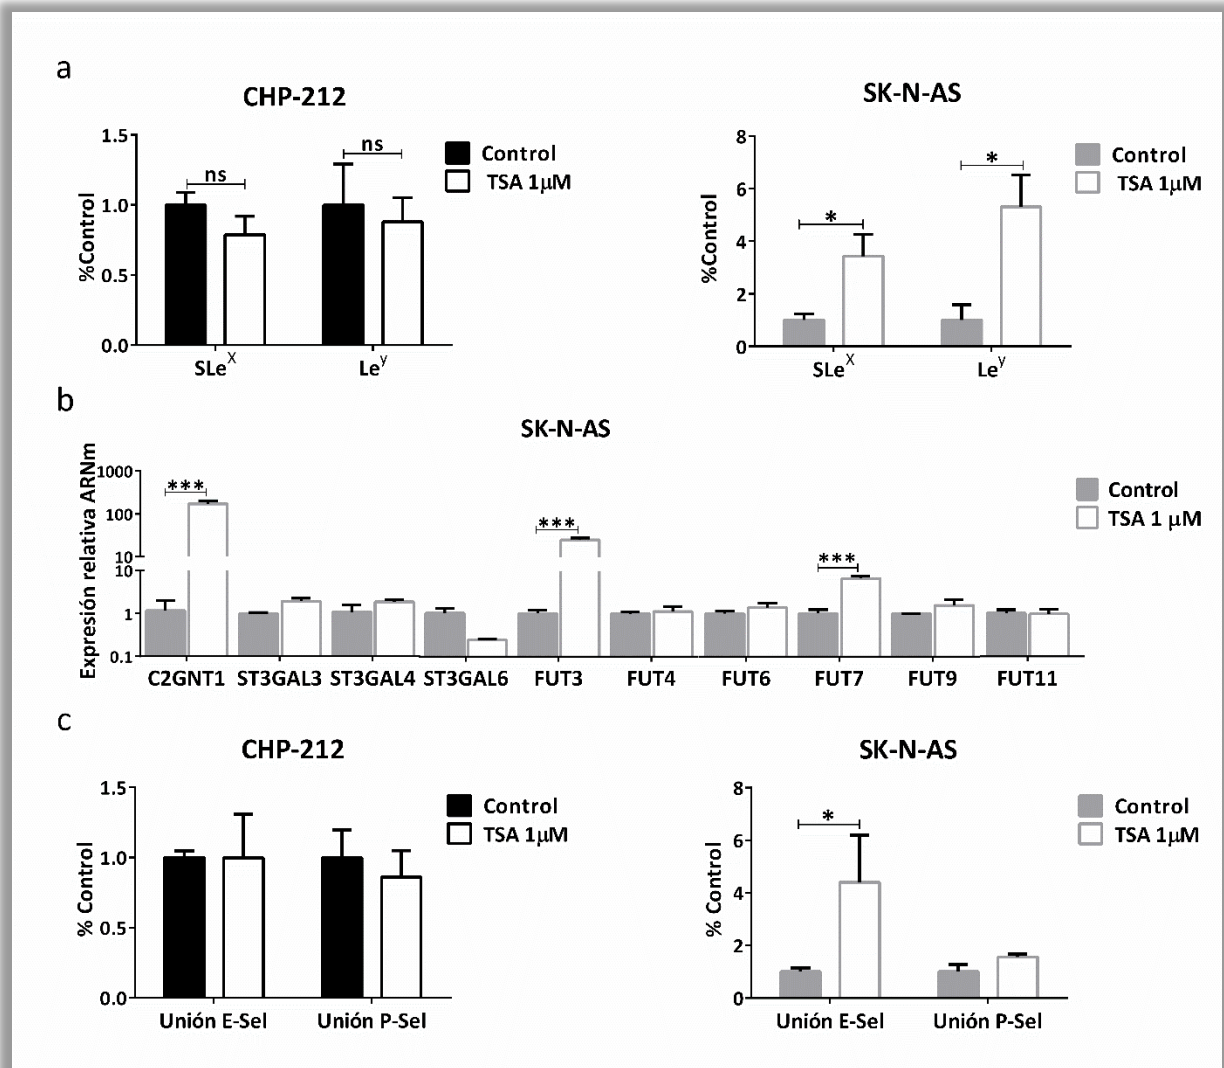 a
CHP-212
%Control
1.5
1.0
0.5
0.0
ns
ns
SLeX
Ley
Control
TSA 1µM
SK-N-AS
%Control
8
6
4
2
0
*
*
SLeX
Ley
Control
TSA 1µM
b
SK-N-AS
Expresión relativa ARNm
1000
100
10
10
1
0.1
***
***
***
C2GNT1 ST3GAL3 ST3GAL4 ST3GAL6 FUT3 FUT4 FUT6 FUT7 FUT9 FUT11
Control
TSA 1 µM
c
CHP-212
% Control
1.5
1.0
0.5
0.0
Unión E-Sel Unión P-Sel
Control
TSA 1µM
SK-N-AS
% Control
8
6
4
2
0
*
Unión E-Sel Unión P-Sel
Control
TSA 1µM